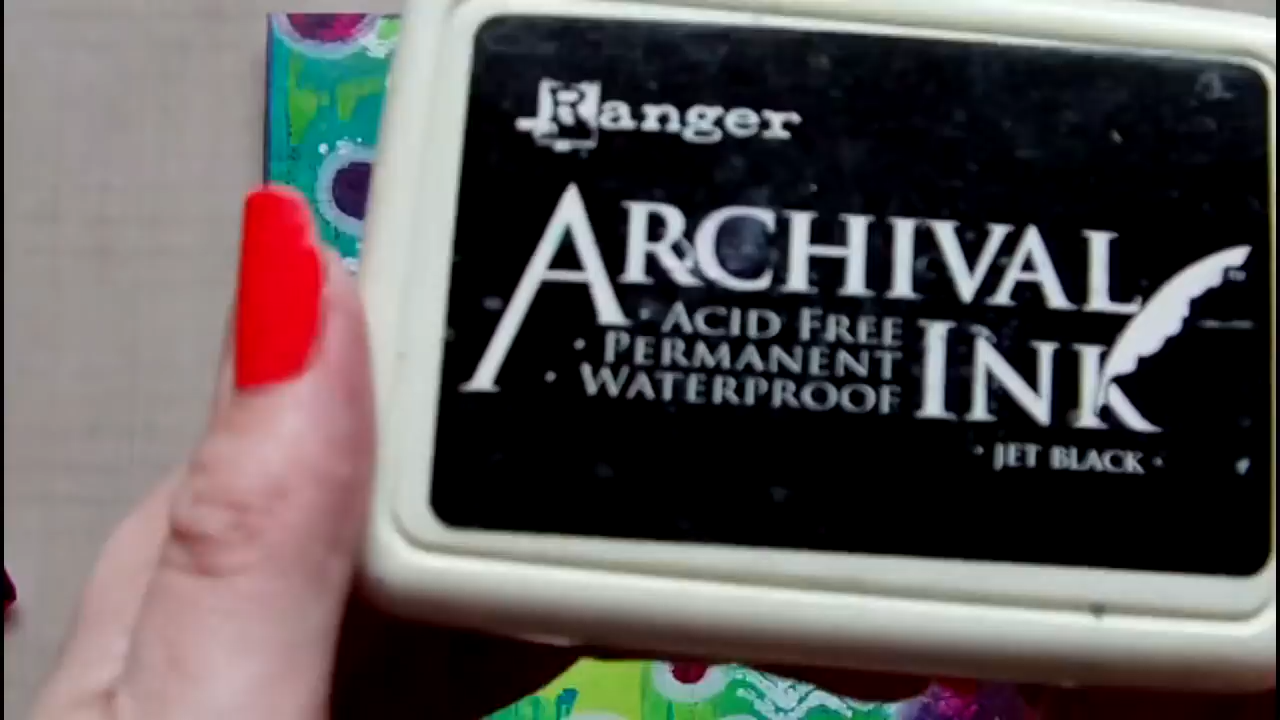 Ranger
ARCHIVAL
ACID FREE
PERMANENT
WATERPROOF
INK
JET BLACK